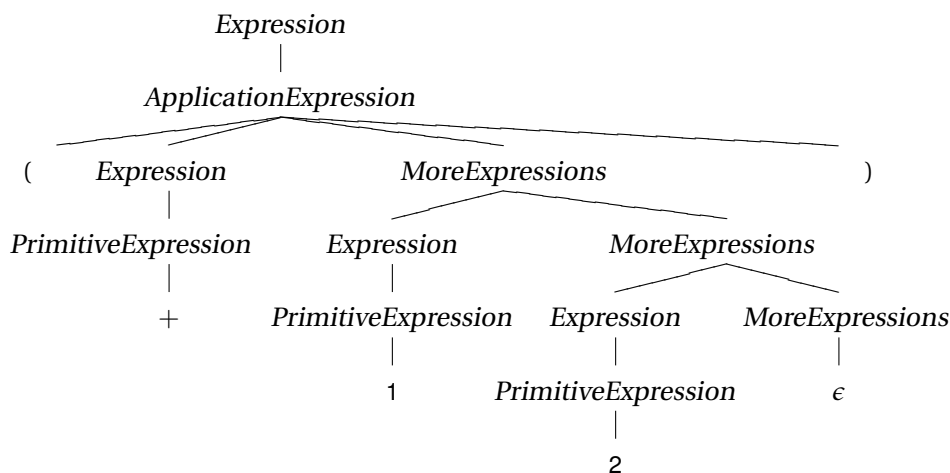 Expression
ApplicationExpression
( Expression MoreExpressions )
PrimitiveExpression Expression MoreExpressions
+ PrimitiveExpression Expression MoreExpressions
1 PrimitiveExpression ϵ
2